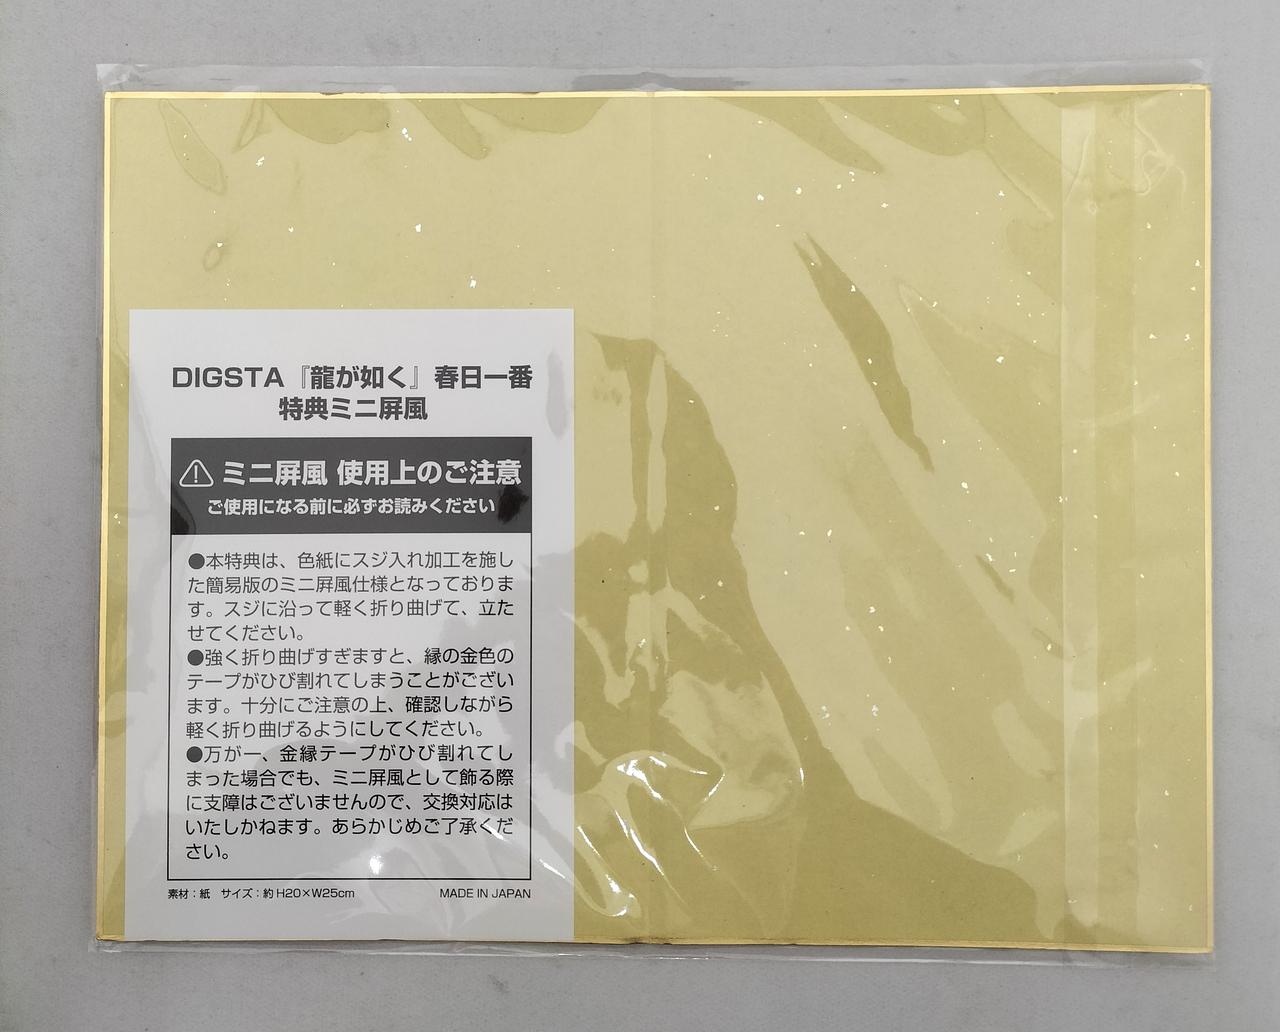 DIGSTA『龍が如く』春日一番
特典ミニ屏風
ミニ屏風 使用上のご注意
ご使用になる前に必ずお読みください
●本特典は、色紙にスジ入れ加工を施し
た簡易版のミニ屏風仕様となっておりま
す。スジに沿って軽く折り曲げて、立た
せてください。
●強く折り曲げすぎますと、縁の金色の
テープがひび割れてしまうことがござい
ます。十分にご注意の上、確認しながら
軽く折り曲げるようにしてください。
●万が一、金縁テープがひび割れてし
まった場合でも、ミニ屏風として飾る際
に支障はございませんので、交換対応は
いたしかねます。あらかじめご了承くだ
さい。
素材：紙 サイズ：約H20×W25cm MADE IN JAPAN